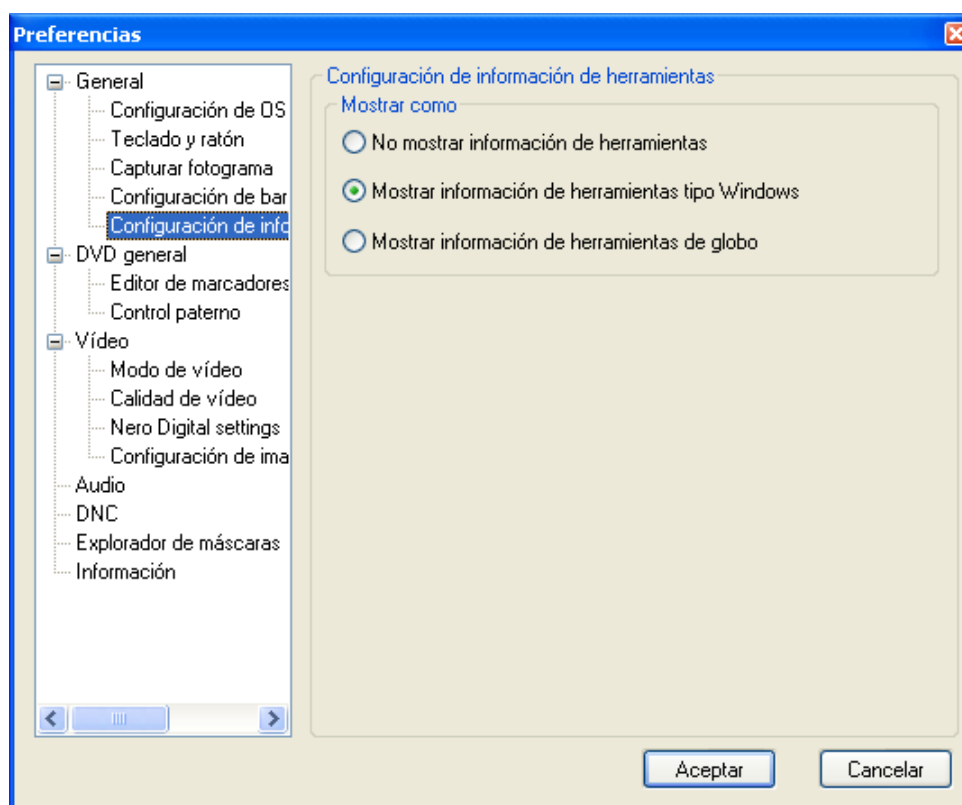 Preferencias
General
Configuración de OS
Teclado y ratón
Capturar fotograma
Configuración de bar
Configuración de info
DVD general
Editor de marcadores
Control paterno
Vídeo
Modo de vídeo
Calidad de vídeo
Nero Digital settings
Configuración de ima
Audio
DNC
Explorador de máscaras
Información
Configuración de información de herramientas
Mostrar como
No mostrar información de herramientas
Mostrar información de herramientas tipo Windows
Mostrar información de herramientas de globo
Aceptar
Cancelar